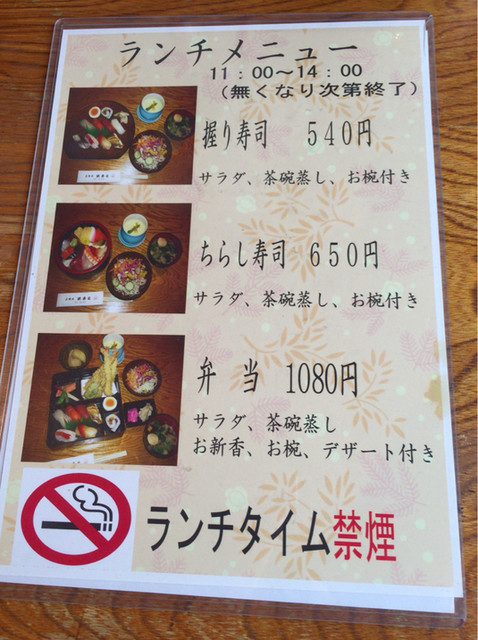 ランチメニュー
11：00～14：00
（無くなり次第終了）
握り寿司 540円
サラダ、茶碗蒸し、お椀付き
ちらし寿司 650円
サラダ、茶碗蒸し、お椀付き
弁当 1080円
サラダ、茶碗蒸し
お新香、お椀、デザート付き
ランチタイム禁煙